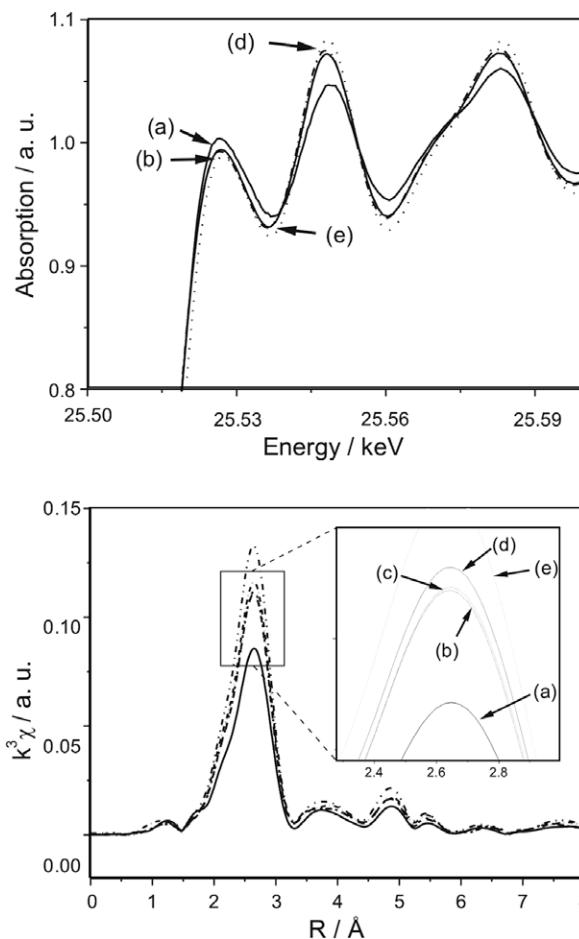 1.1
(d)
(a)
1.0
(b)
(e)
0.9
0.8
Absorption / a. u.
25.50
25.53
25.56
25.59
Energy / keV
0.15
(d)
(c)
(e)
0.10
(b)
(a)
2.4
2.6
2.8
0.05
0.00
k³χ / a. u.
0
1
2
3
4
5
6
7
8
R / Å